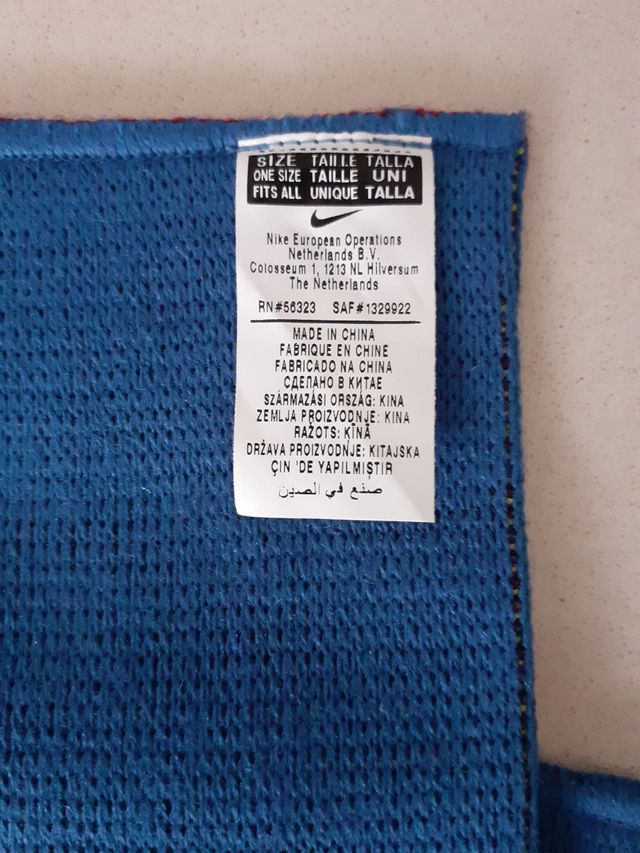 SIZE TAILLE TALLA
ONE SIZE TAILLE UNI
FITS ALL UNIQUE TALLA
Nike European Operations
Netherlands B.V.
Colosseum 1, 1213 NL Hilversum
The Netherlands
RN#56323 SAF#1329922
MADE IN CHINA
FABRIQUE EN CHINE
FABRICADO NA CHINA
СДЕЛАНО В КИТАЕ
SZÁRMAZÁSI ORSZÁG: KINA
ZEMLJA PROIZVODNJE: KINA
RAŽOTS: ĶĪNĀ
DRŽAVA PROIZVODNJE: KITAJSKA
ÇIN 'DE YAPILMIŞTIR
صنع في الصين